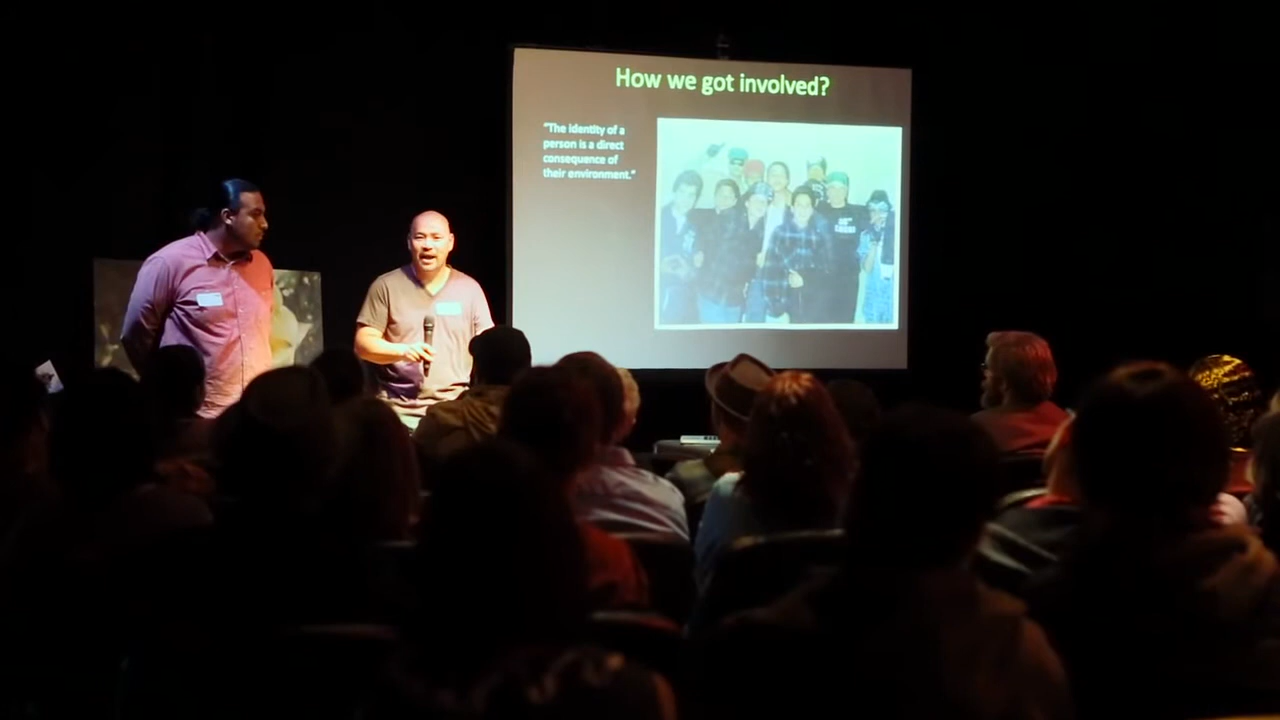 How we got involved?
"The identity of a
person is a direct
consequence of
their environment."